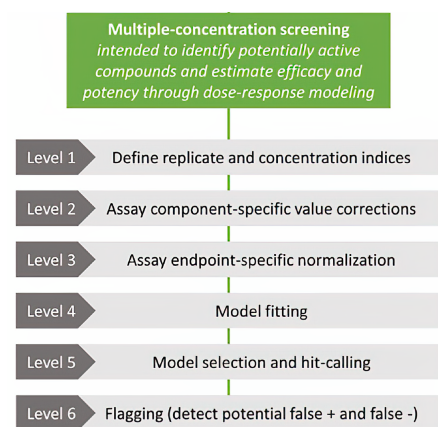 Multiple-concentration screening
intended to identify potentially active
compounds and estimate efficacy and
potency through dose-response modeling
Level 1 Define replicate and concentration indices
Level 2 Assay component-specific value corrections
Level 3 Assay endpoint-specific normalization
Level 4 Model fitting
Level 5 Model selection and hit-calling
Level 6 Flagging (detect potential false + and false -)